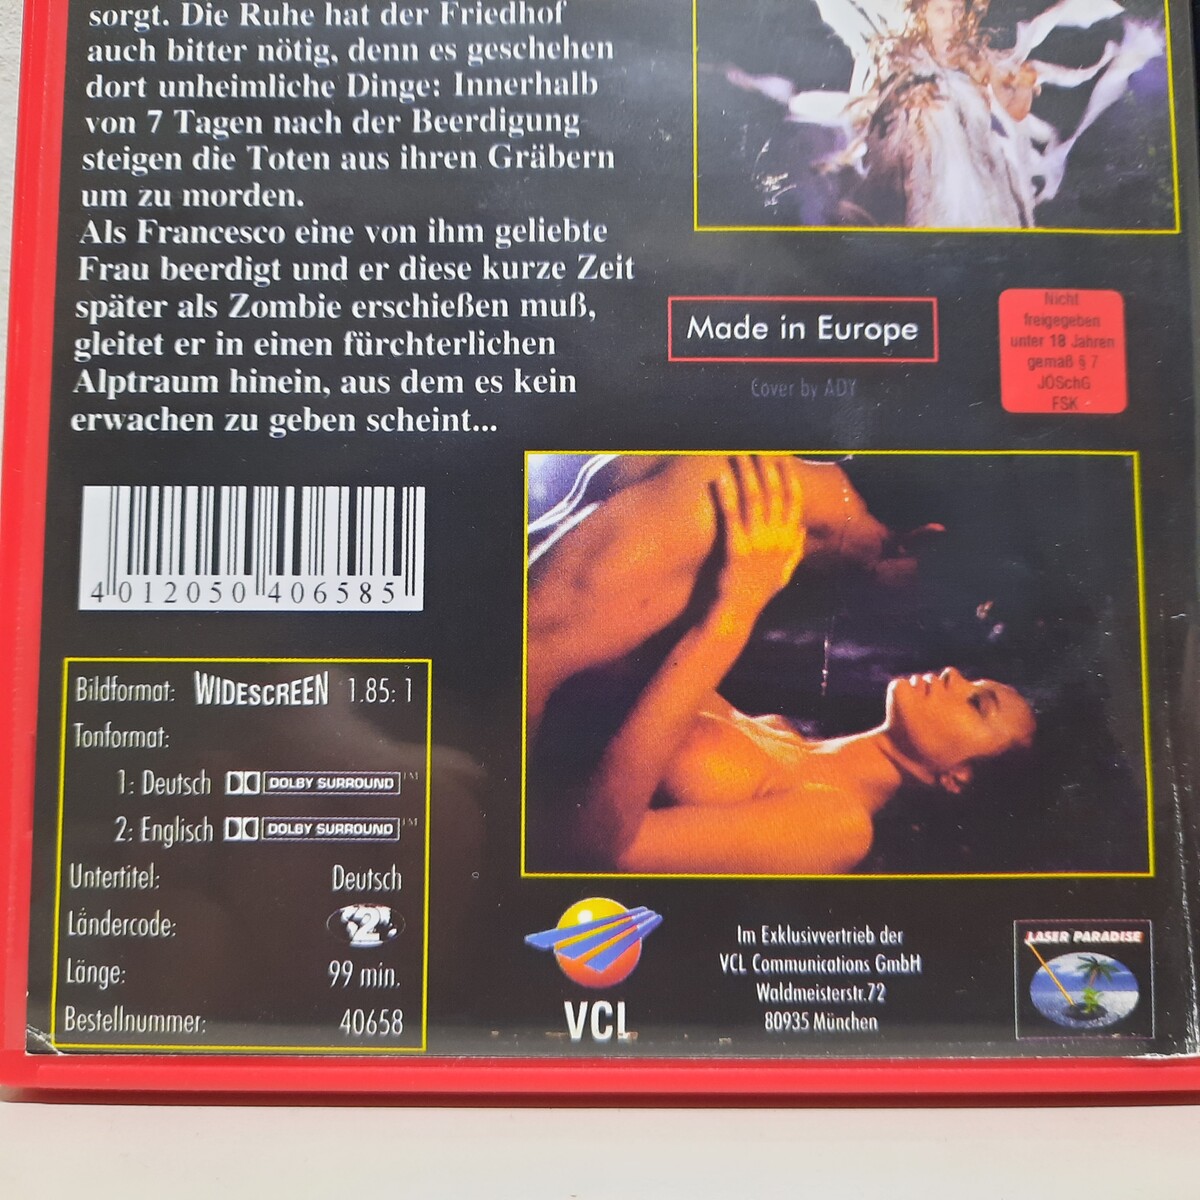 sorgt. Die Ruhe hat der Friedhof
auch bitter nötig, denn es geschehen
dort unheimliche Dinge: Innerhalb
von 7 Tagen nach der Beerdigung
steigen die Toten aus ihren Gräbern
um zu morden.
Als Francesco eine von ihm geliebte
Frau beerdigt und er diese kurze Zeit
später als Zombie erschießen muß,
gleitet er in einen fürchterlichen
Alptraum hinein, aus dem es kein
erwachen zu geben scheint...
Made in Europe
Cover by ADY
Nicht
freigegeben
unter 18 Jahren
gemäß § 7
JÖSchG
FSK
4 012050 406585
Bildformat: WIDESCREEN 1.85: 1
Tonformat:
1: Deutsch DOLBY SURROUND TM
2: Englisch DOLBY SURROUND TM
Untertitel: Deutsch
Ländercode: 2
Länge: 99 min.
Bestellnummer: 40658
VCL
Im Exklusivvertrieb der
VCL Communications GmbH
Waldmeisterstr.72
80935 München
LASER PARADISE